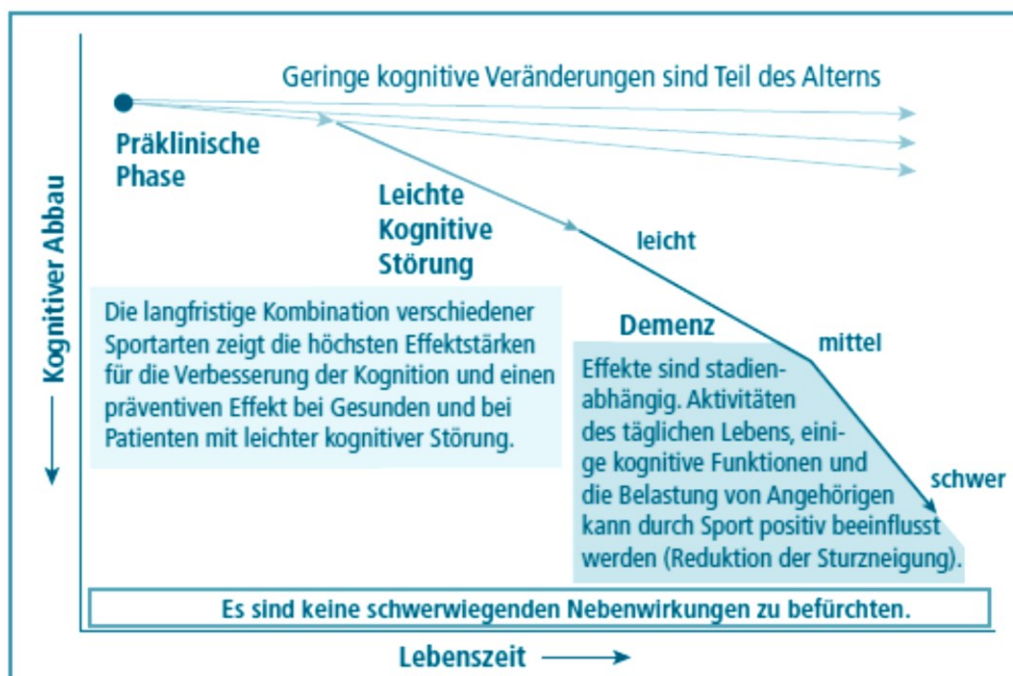 Geringe kognitive Veränderungen sind Teil des Alterns
Präklinische
Phase
Leichte
Kognitive
Störung
leicht
Demenz
mittel
schwer
Kognitiver Abbau
Die langfristige Kombination verschiedener
Sportarten zeigt die höchsten Effektstärken
für die Verbesserung der Kognition und einen
präventiven Effekt bei Gesunden und bei
Patienten mit leichter kognitiver Störung.
Effekte sind stadien-
abhängig. Aktivitäten
des täglichen Lebens, eini-
ge kognitive Funktionen und
die Belastung von Angehörigen
kann durch Sport positiv beeinflusst
werden (Reduktion der Sturzneigung).
Es sind keine schwerwiegenden Nebenwirkungen zu befürchten.
Lebenszeit